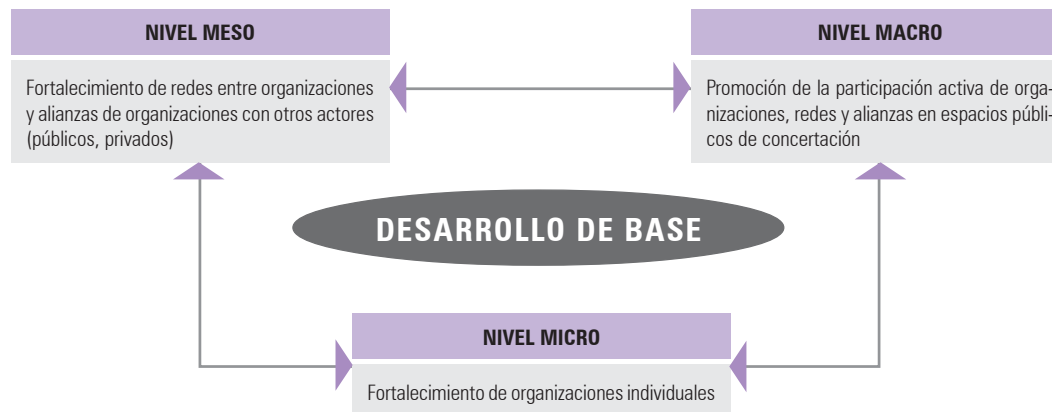 NIVEL MESO
Fortalecimiento de redes entre organizaciones
y alianzas de organizaciones con otros actores
(públicos, privados)
NIVEL MACRO
Promoción de la participación activa de orga-
nizaciones, redes y alianzas en espacios públi-
cos de concertación
DESARROLLO DE BASE
NIVEL MICRO
Fortalecimiento de organizaciones individuales